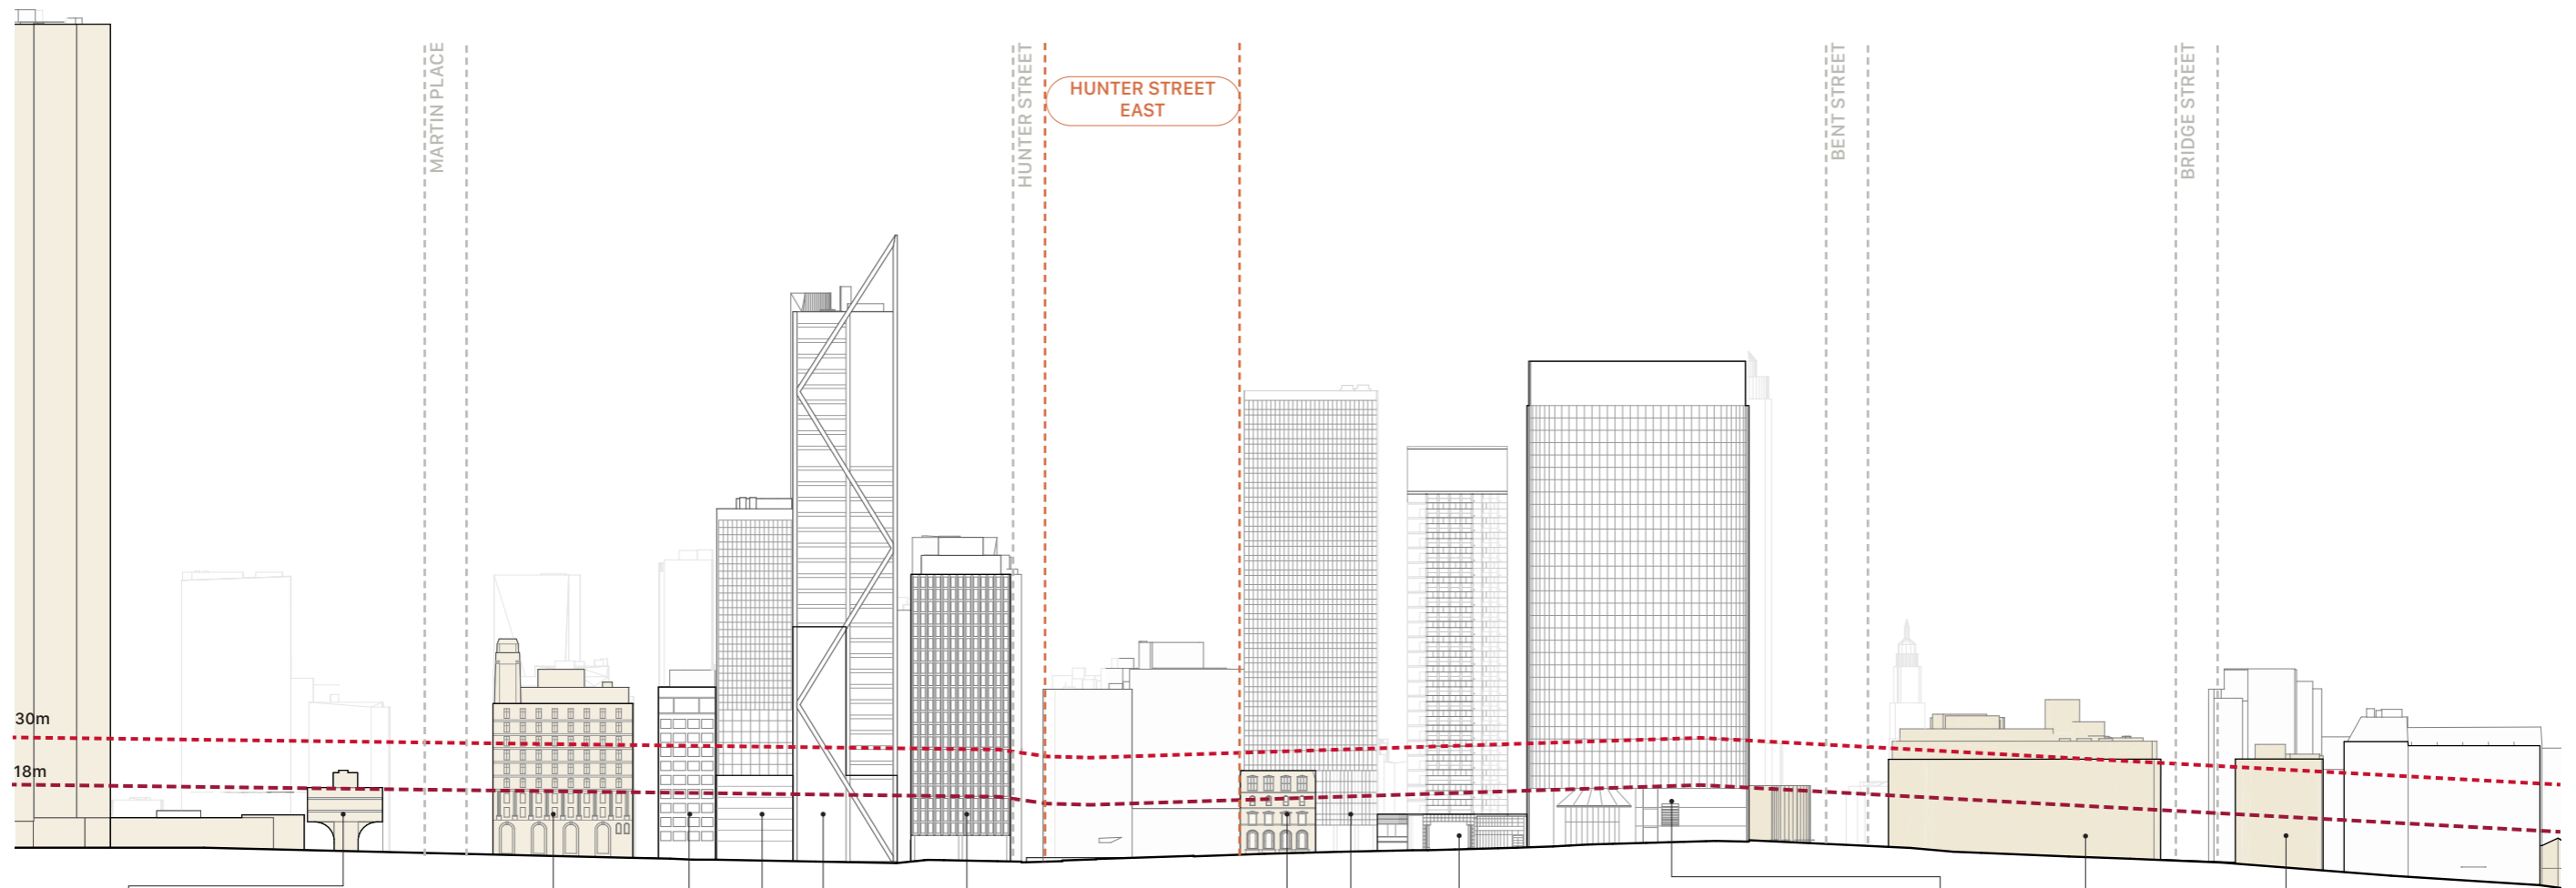 MARTIN PLACE
HUNTER STREET
HUNTER STREET
EAST
BENT STREET
BRIDGE STREET
30m
18m